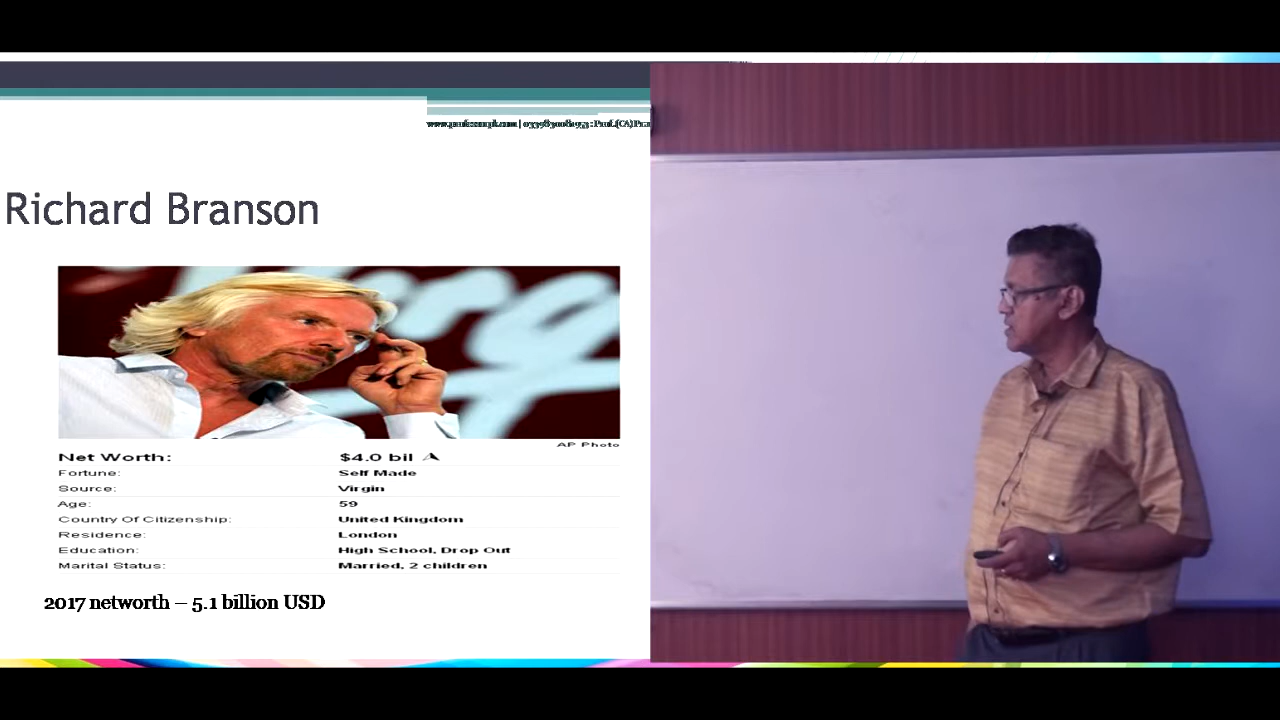 Richard Branson
AP Photo
Net Worth: $4.0 bil
Fortune: Self Made
Source: Virgin
Age: 59
Country Of Citizenship: United Kingdom
Residence: London
Education: High School, Drop Out
Marital Status: Married, 2 children
2017 networth – 5.1 billion USD